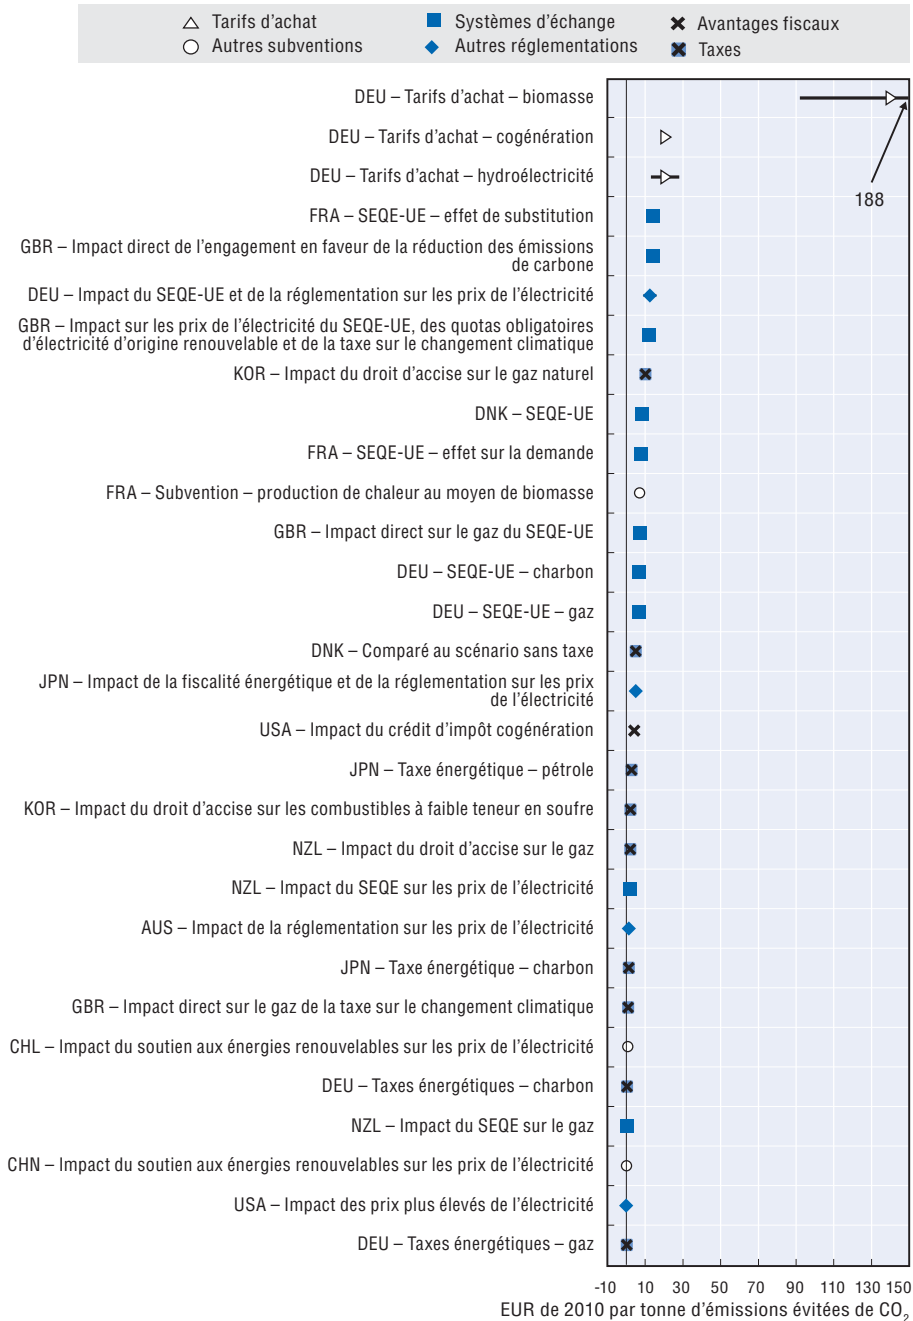 Tarifs d'achat
Systèmes d'échange
Avantages fiscaux
Autres subventions
Autres réglementations
Taxes
DEU – Tarifs d'achat – biomasse
DEU – Tarifs d'achat – cogénération
DEU – Tarifs d'achat – hydroélectricité
188
FRA – SEQE-UE – effet de substitution
GBR – Impact direct de l'engagement en faveur de la réduction des émissions
de carbone
DEU – Impact du SEQE-UE et de la réglementation sur les prix de l'électricité
GBR – Impact sur les prix de l'électricité du SEQE-UE, des quotas obligatoires
d'électricité d'origine renouvelable et de la taxe sur le changement climatique
KOR – Impact du droit d'accise sur le gaz naturel
DNK – SEQE-UE
FRA – SEQE-UE – effet sur la demande
FRA – Subvention – production de chaleur au moyen de biomasse
GBR – Impact direct sur le gaz du SEQE-UE
DEU – SEQE-UE – charbon
DEU – SEQE-UE – gaz
DNK – Comparé au scénario sans taxe
JPN – Impact de la fiscalité énergétique et de la réglementation sur les prix
de l'électricité
USA – Impact du crédit d'impôt cogénération
JPN – Taxe énergétique – pétrole
KOR – Impact du droit d'accise sur les combustibles à faible teneur en soufre
NZL – Impact du droit d'accise sur le gaz
NZL – Impact du SEQE sur les prix de l'électricité
AUS – Impact de la réglementation sur les prix de l'électricité
JPN – Taxe énergétique – charbon
GBR – Impact direct sur le gaz de la taxe sur le changement climatique
CHL – Impact du soutien aux énergies renouvelables sur les prix de l'électricité
DEU – Taxes énergétiques – charbon
NZL – Impact du SEQE sur le gaz
CHN – Impact du soutien aux énergies renouvelables sur les prix de l'électricité
USA – Impact des prix plus élevés de l'électricité
DEU – Taxes énergétiques – gaz
-10 10 30 50 70 90 110 130 150
EUR de 2010 par tonne d'émissions évitées de CO₂